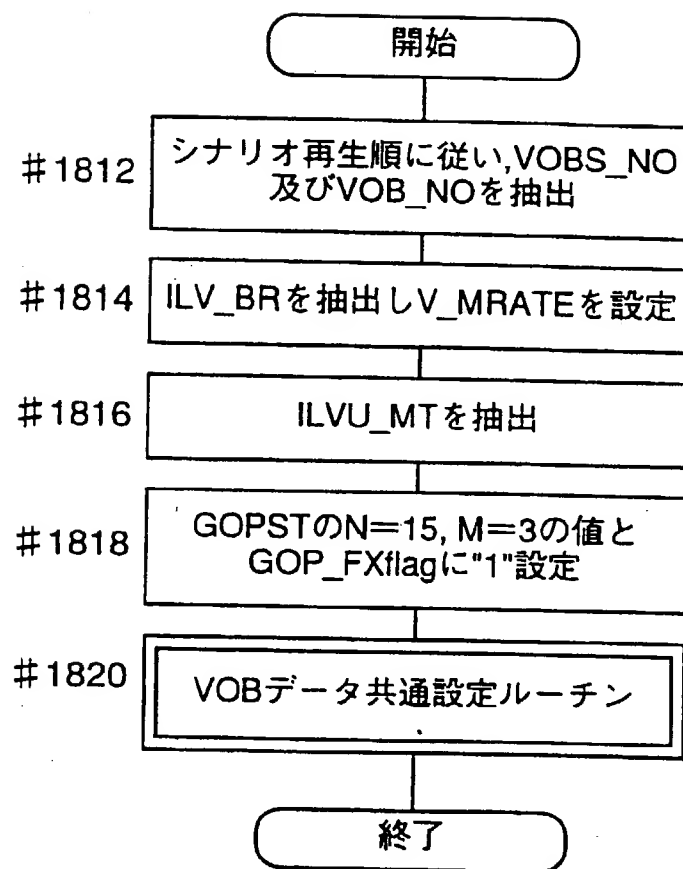 開始
#1812
シナリオ再生順に従い,VOBS_NO
及びVOB_NOを抽出
#1814
ILV_BRを抽出しV_MRATEを設定
#1816
ILVU_MTを抽出
#1818
GOPSTのN=15, M=3の値と
GOP_FXflagに"1"設定
#1820
VOBデータ共通設定ルーチン
終了